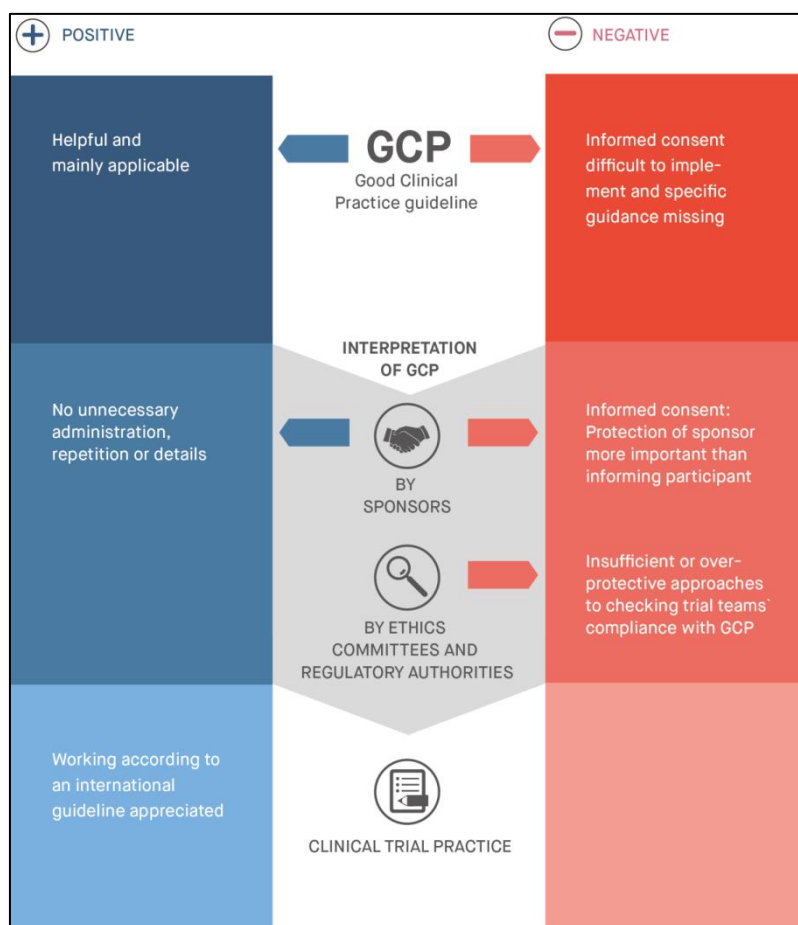 POSITIVE
NEGATIVE
Helpful and
mainly applicable
GCP
Good Clinical
Practice guideline
Informed consent
difficult to imple-
ment and specific
guidance missing
INTERPRETATION
OF GCP
No unnecessary
administration,
repetition or details
BY
SPONSORS
Informed consent:
Protection of sponsor
more important than
informing participant
BY ETHICS
COMMITTEES AND
REGULATORY AUTHORITIES
Insufficient or over-
protective approaches
to checking trial teams`
compliance with GCP
Working according to
an international
guideline appreciated
CLINICAL TRIAL PRACTICE